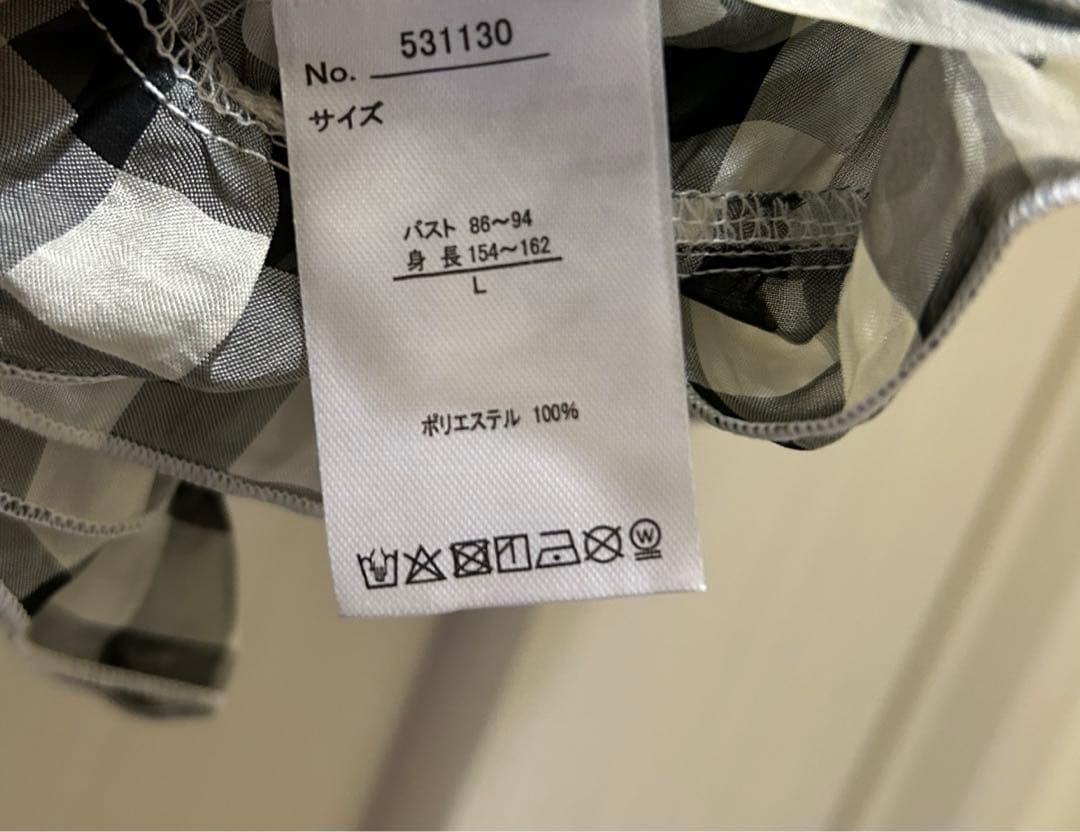 No. 531130
サイズ
バスト 86〜94
身 長 154〜162
L
ポリエステル 100%
W